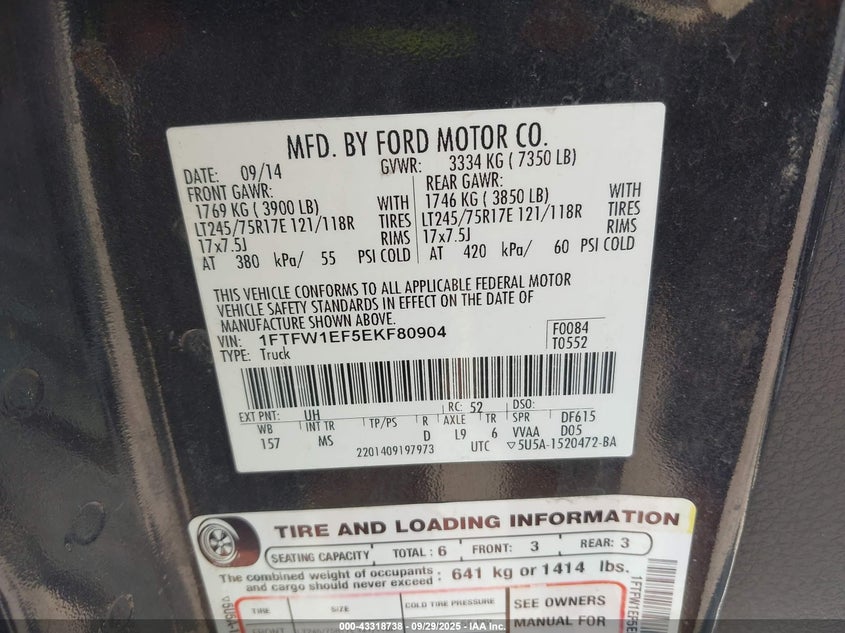 MFD. BY FORD MOTOR CO.
DATE: 09/14 GVWR: 3334 KG ( 7350 LB)
FRONT GAWR: REAR GAWR:
1769 KG ( 3900 LB) WITH 1746 KG ( 3850 LB) WITH
LT245/75R17E 121/118R TIRES LT245/75R17E 121/118R TIRES
17x7.5J RIMS 17x7.5J RIMS
AT 380 kPa/ 55 PSI COLD AT 420 kPa/ 60 PSI COLD
THIS VEHICLE CONFORMS TO ALL APPLICABLE FEDERAL MOTOR
VEHICLE SAFETY STANDARDS IN EFFECT ON THE DATE OF
MANUFACTURE SHOWN ABOVE.
VIN: 1FTFW1EF5EKF80904 F0084
TYPE: Truck T0552
EXT PNT: UH RC: 52 DSO:
WB INT TR TP/PS R AXLE TR SPR DF615
157 MS D L9 6 VVAA D05
2201409197973 UTC ▽5U5A-1520472-BA
TIRE AND LOADING INFORMATION
SEATING CAPACITY TOTAL : 6 FRONT: 3 REAR: 3
The combined weight of occupants
and cargo should never exceed : 641 kg or 1414 lbs.
TIRE SIZE COLD TIRE PRESSURE SEE OWNERS
MANUAL FOR
FRONT
000-43318738 - 09/29/2025 - IAA Inc.